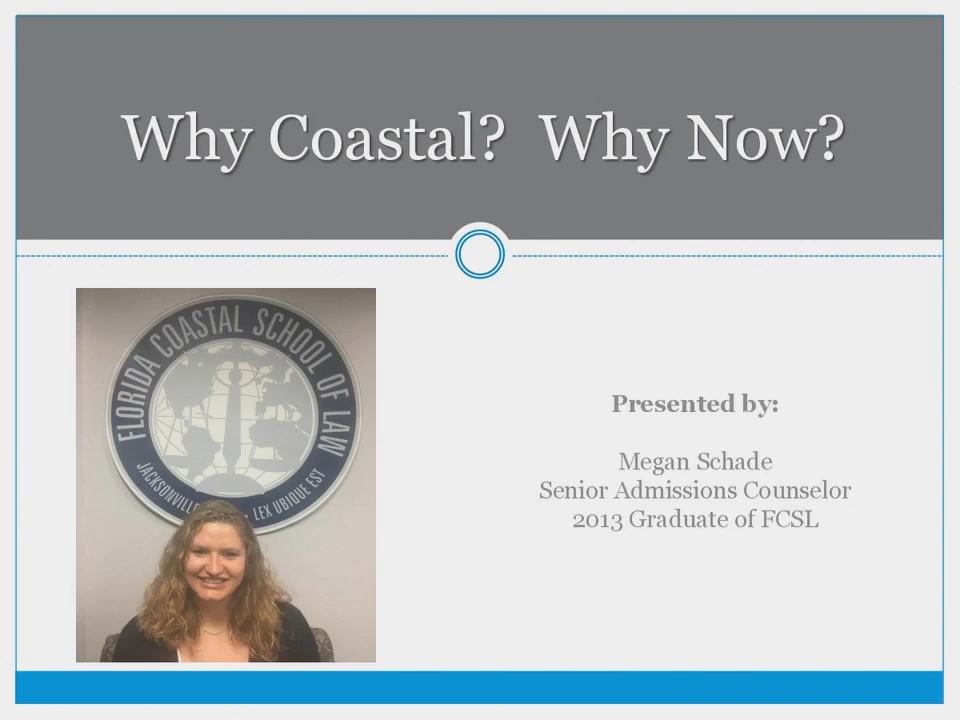 Why Coastal?  Why Now?
FLORIDA COASTAL SCHOOL OF LAW
JACKSONVILLE
. LEX UBIQUE EST
Presented by:
Megan Schade
Senior Admissions Counselor
2013 Graduate of FCSL